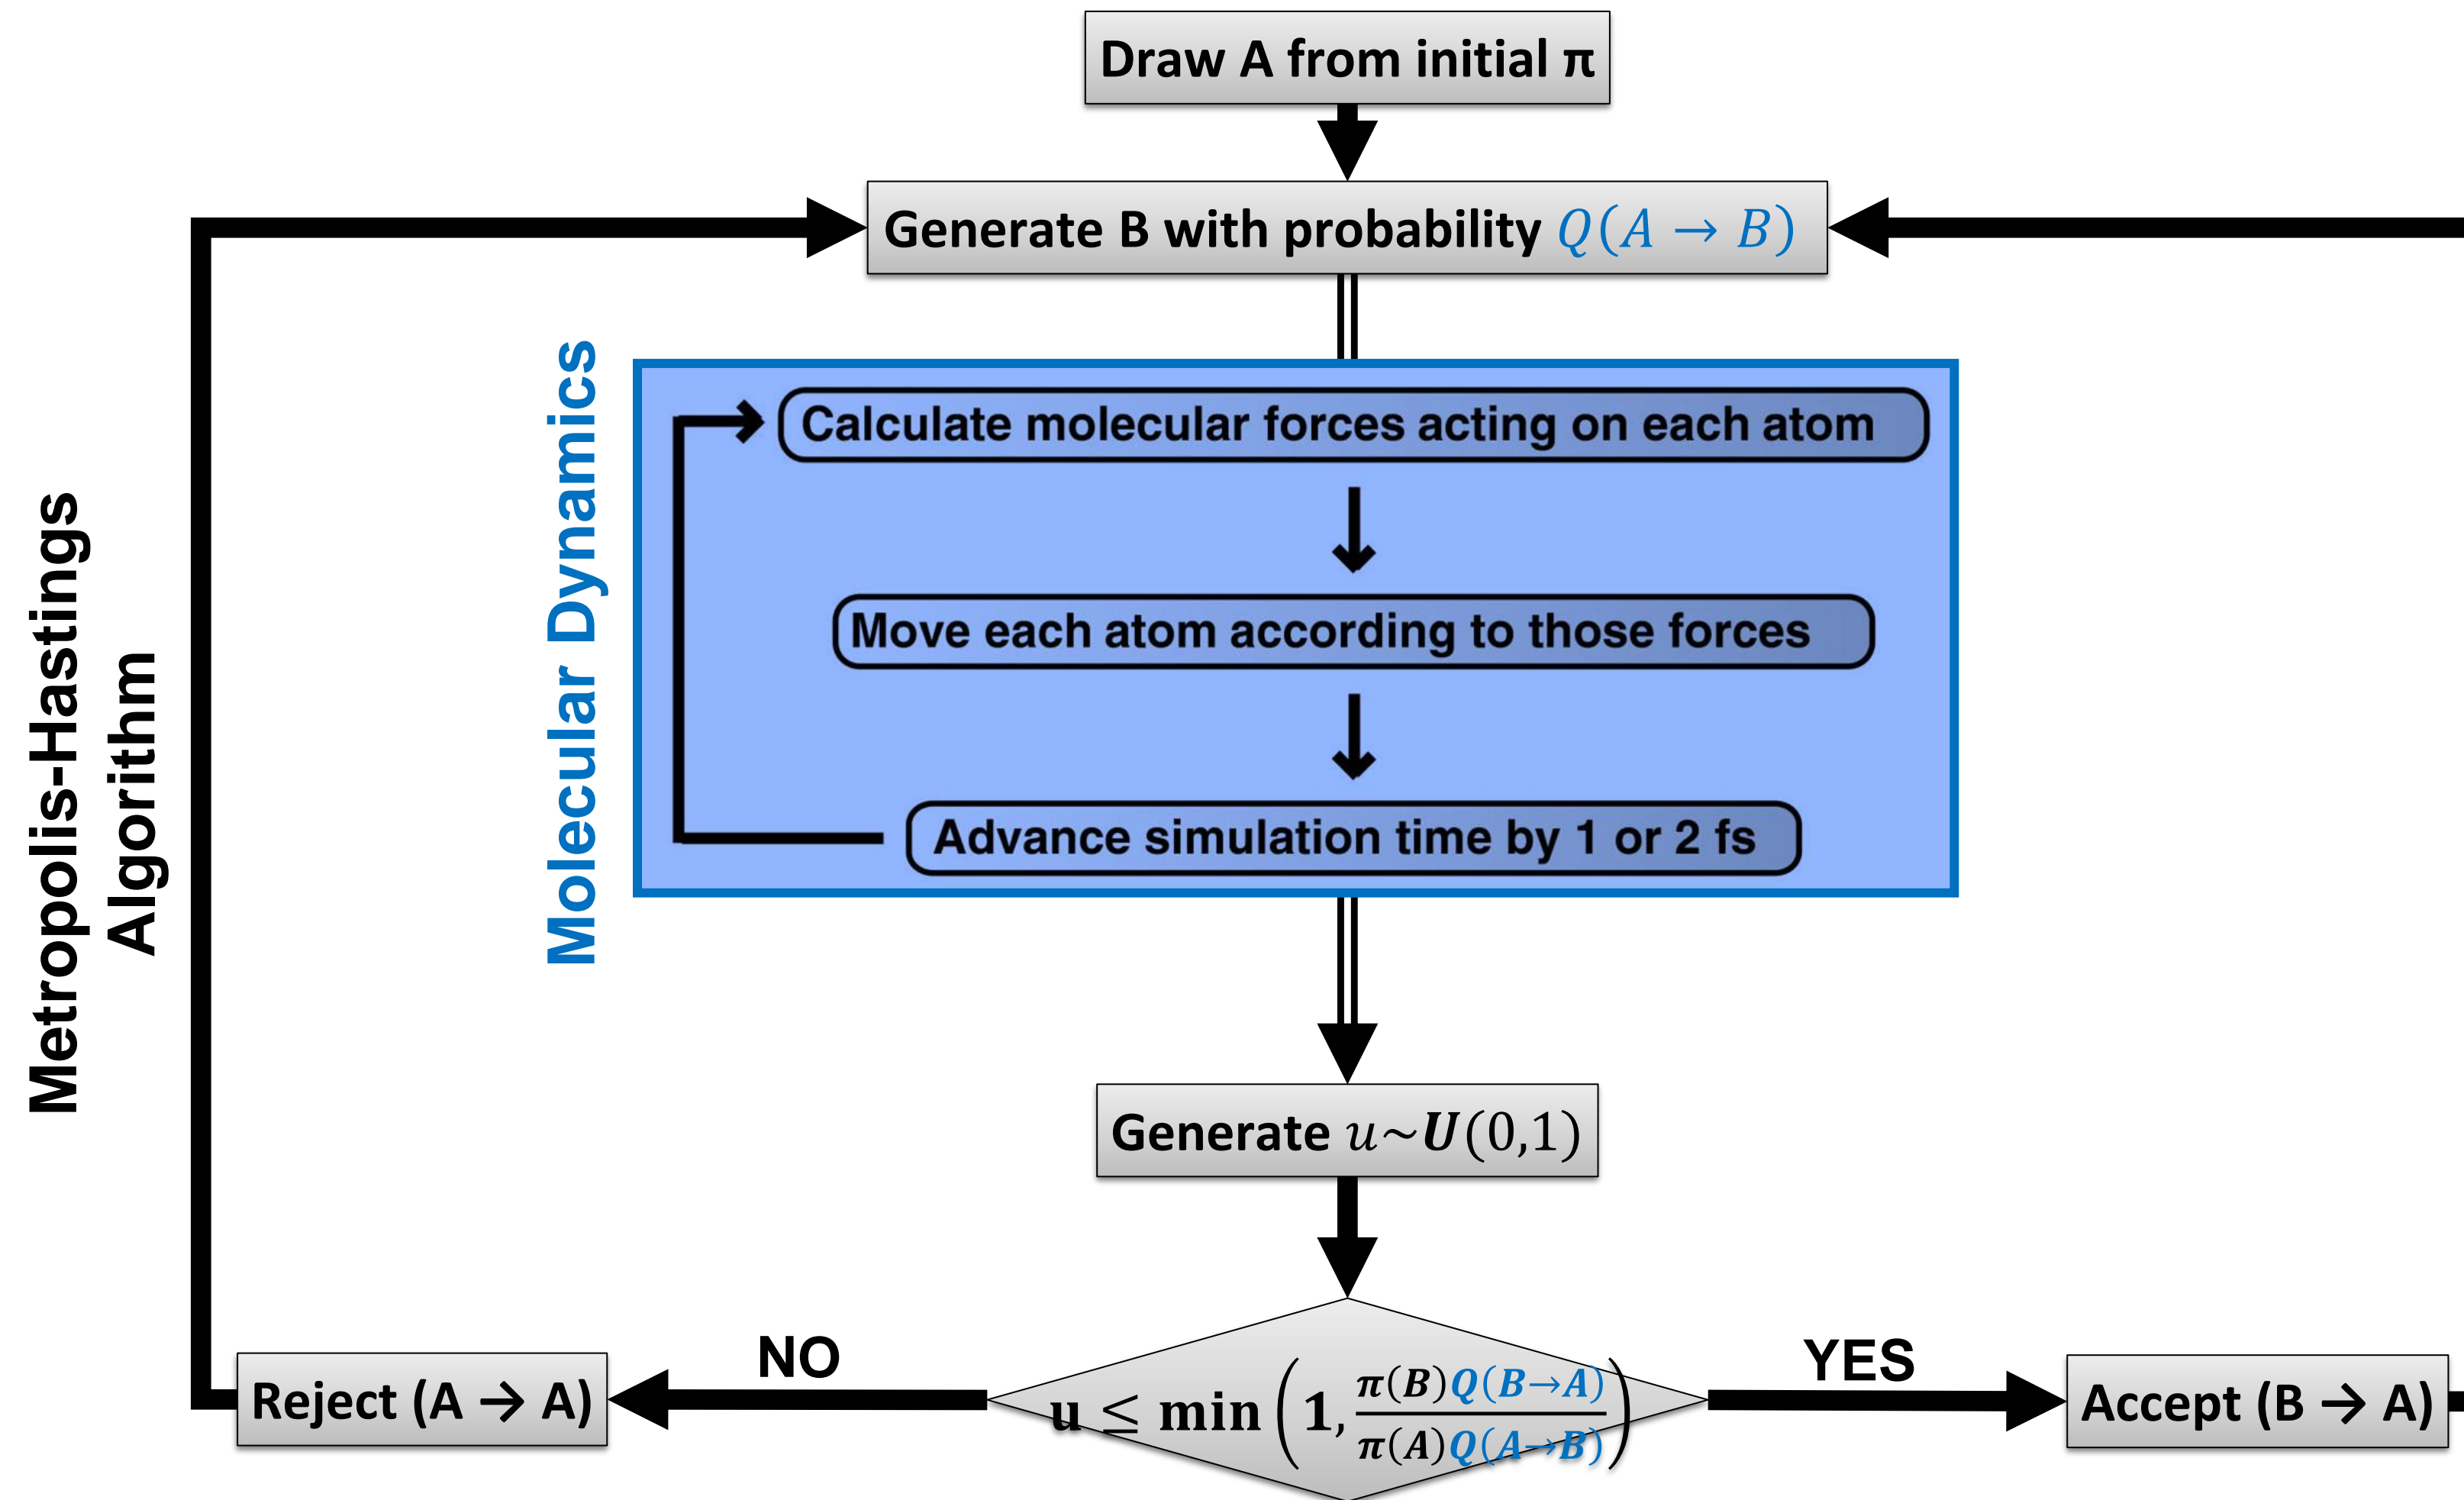 Draw A from initial π
Generate B with probability Q(A → B)
Metropolis-Hastings
Algorithm
Molecular Dynamics
Calculate molecular forces acting on each atom
Move each atom according to those forces
Advance simulation time by 1 or 2 fs
Generate u~U(0,1)
u ≤ min(1, π(B)Q(B→A) / π(A)Q(A→B))
NO
YES
Reject (A → A)
Accept (B → A)